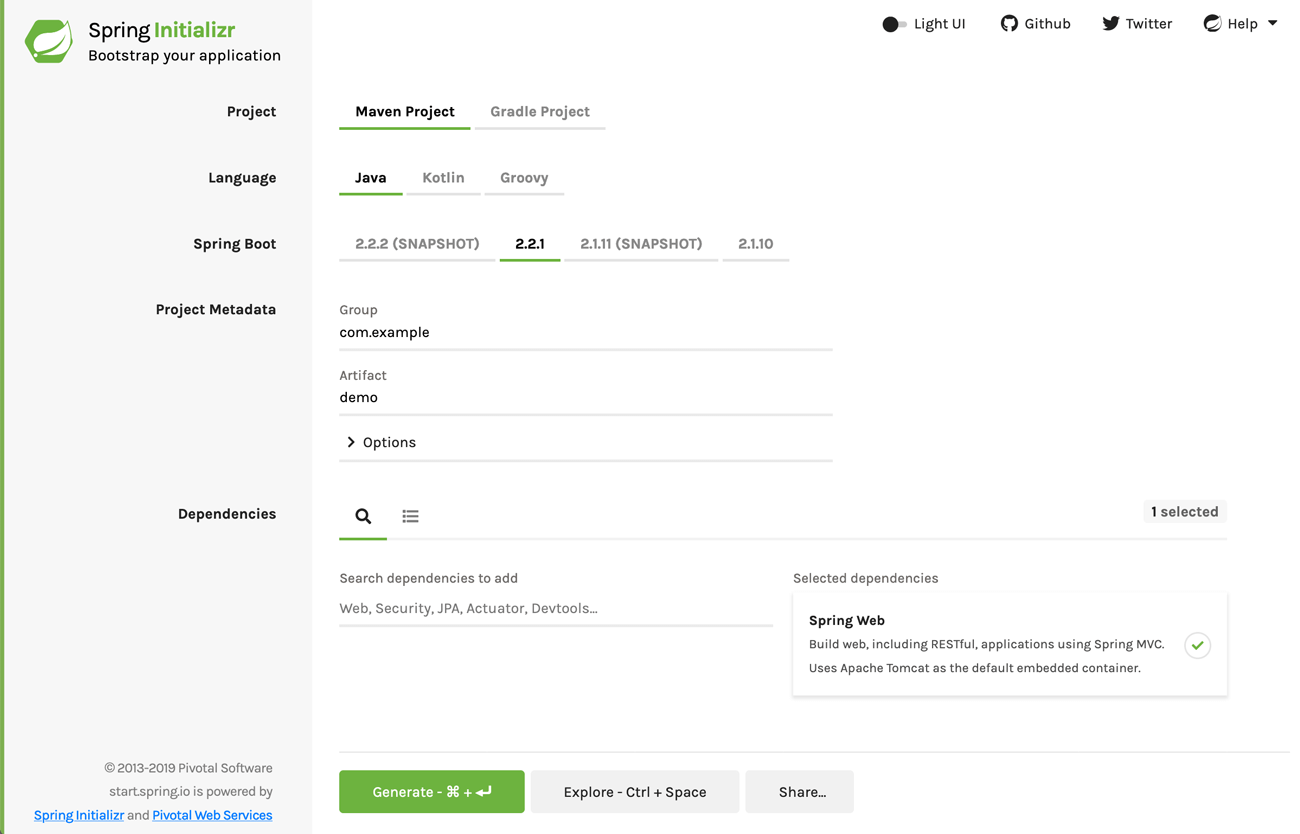 Spring Initializr
Bootstrap your application
Light UI
Github
Twitter
Help
Project
Maven Project
Gradle Project
Language
Java
Kotlin
Groovy
Spring Boot
2.2.2 (SNAPSHOT)
2.2.1
2.1.11 (SNAPSHOT)
2.1.10
Project Metadata
Group
com.example
Artifact
demo
Options
Dependencies
1 selected
Search dependencies to add
Web, Security, JPA, Actuator, Devtools...
Selected dependencies
Spring Web
Build web, including RESTful, applications using Spring MVC.
Uses Apache Tomcat as the default embedded container.
© 2013-2019 Pivotal Software
start.spring.io is powered by
Spring Initializr and Pivotal Web Services
Generate - ⌘ + ↵
Explore - Ctrl + Space
Share...